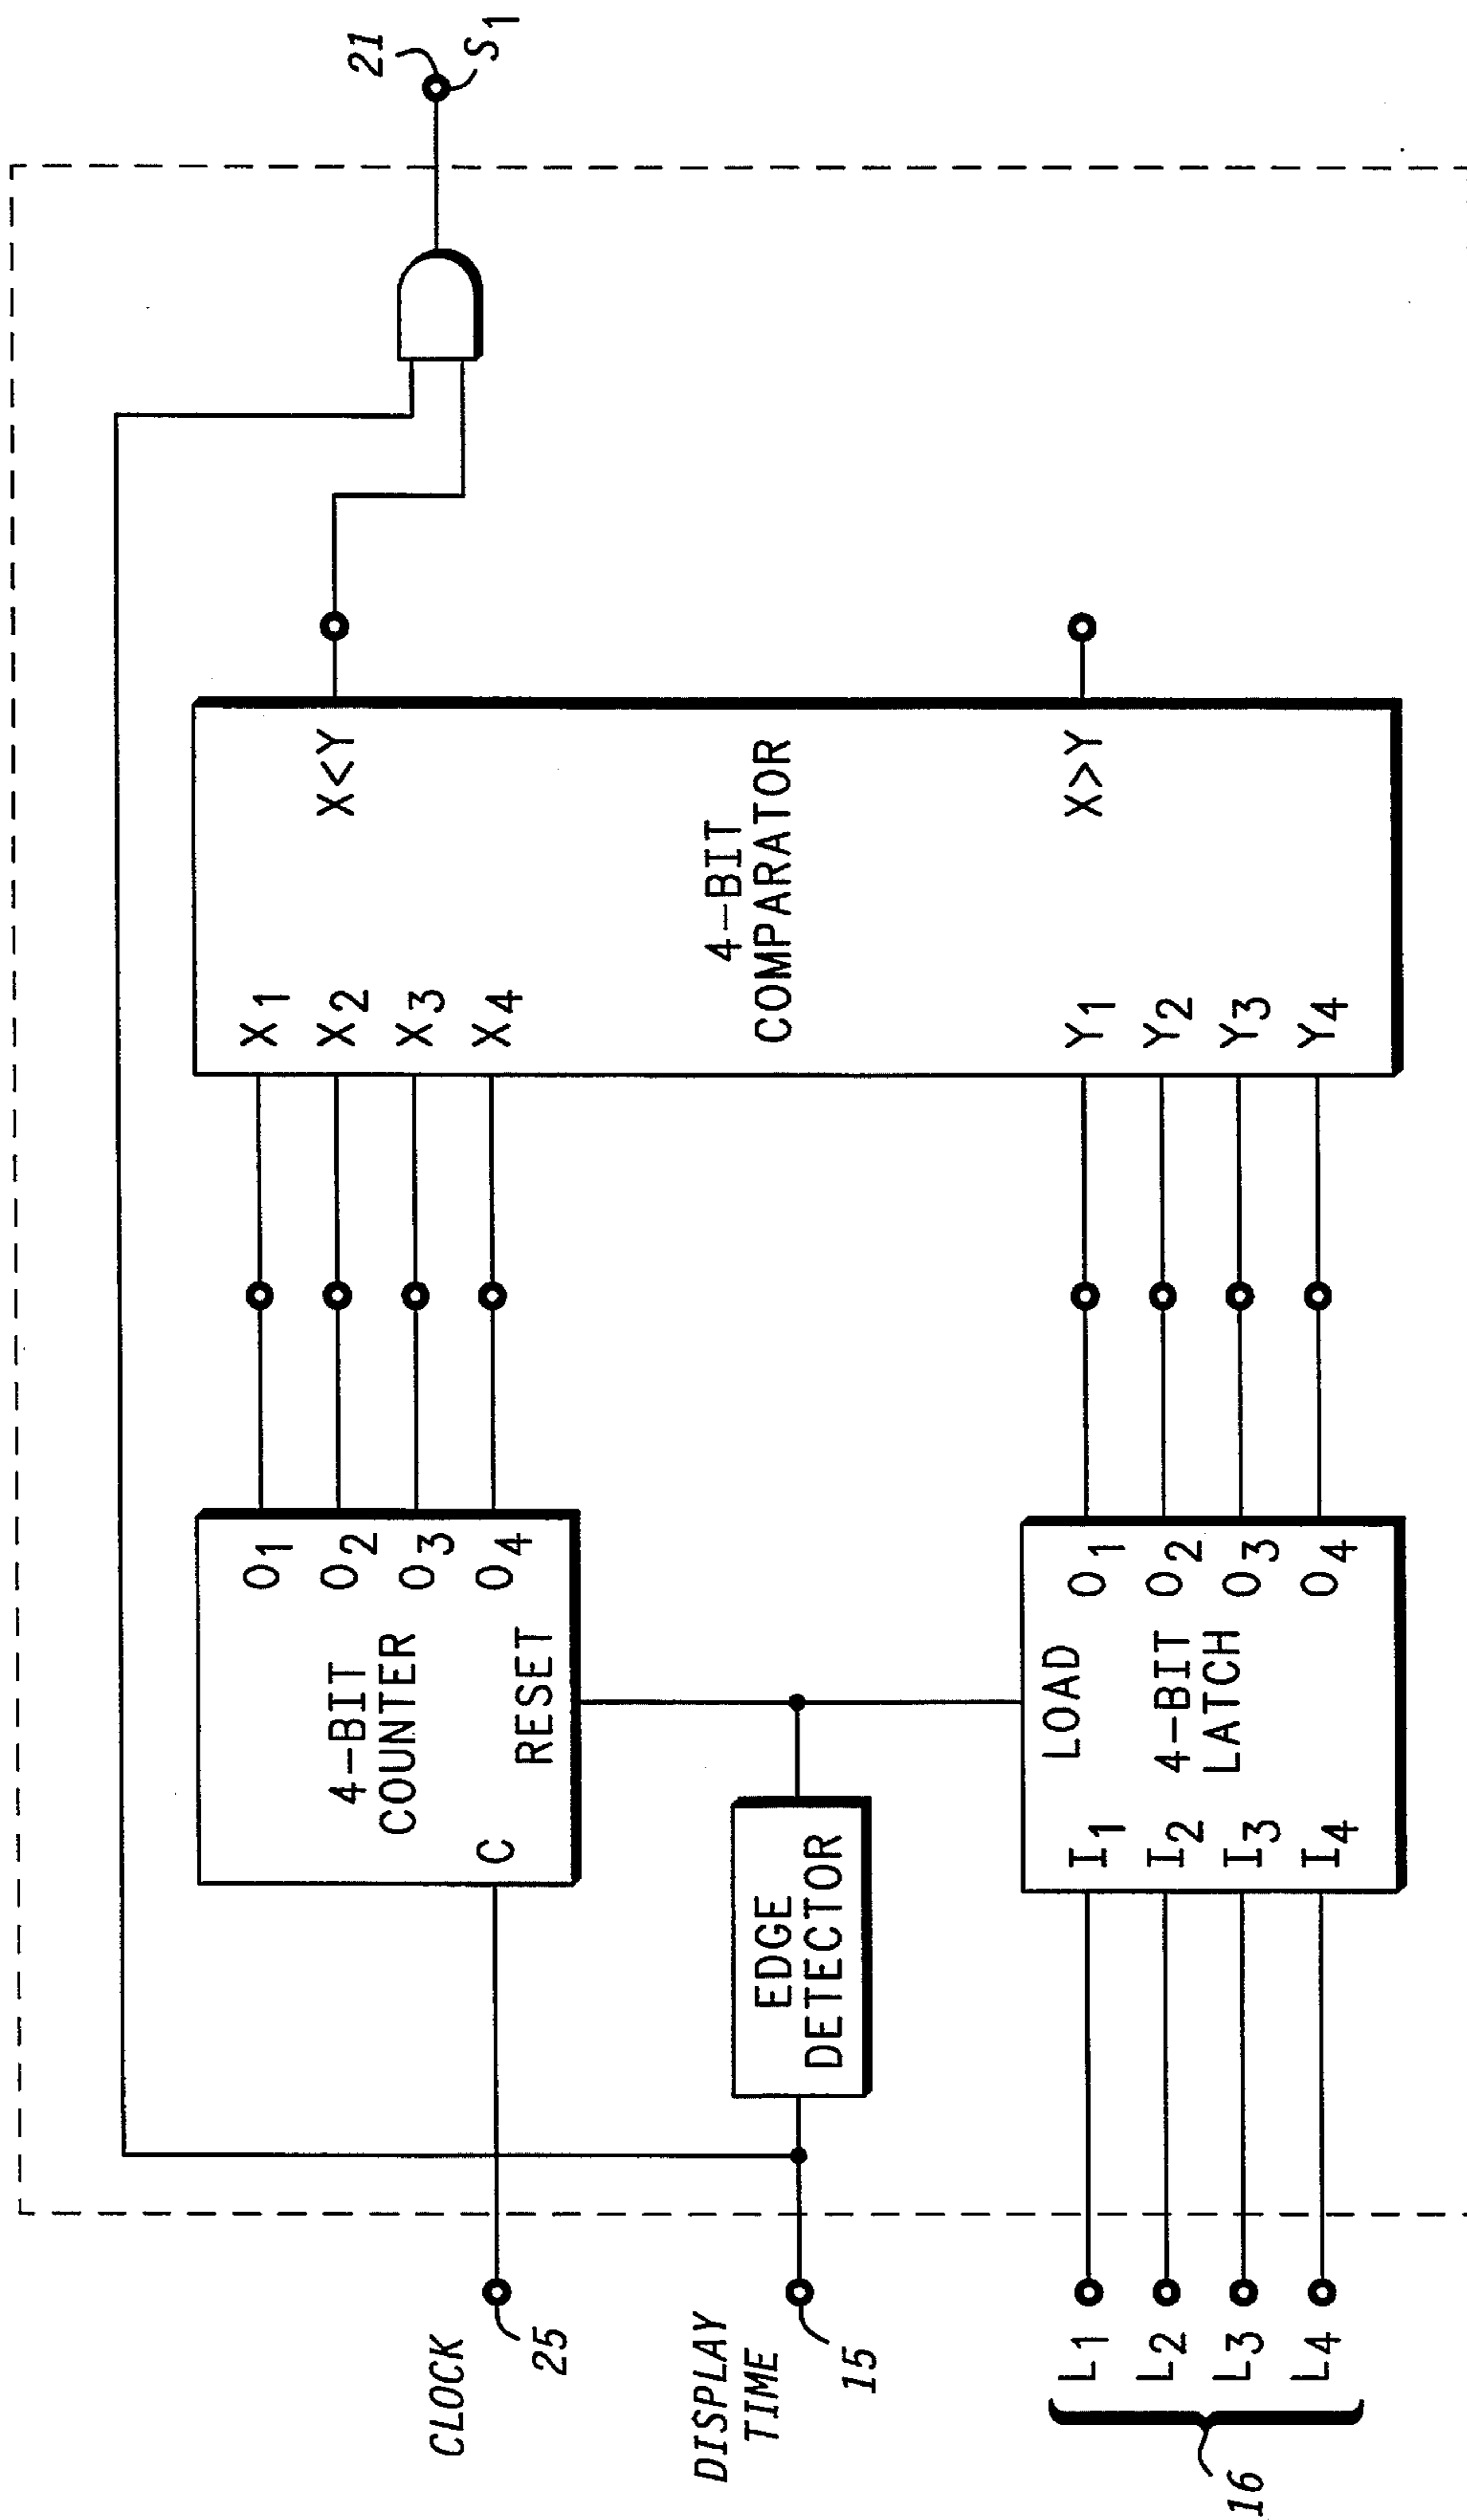 CLOCK
25
DISPLAY
TIME
15
L1
L2
L3
L4
16
4-BIT
COUNTER
C
RESET
O1
O2
O3
O4
EDGE
DETECTOR
LOAD
4-BIT
LATCH
I1
I2
I3
I4
O1
O2
O3
O4
X1
X2
X3
X4
4-BIT
COMPARATOR
Y1
Y2
Y3
Y4
X<Y
X>Y
21
S1